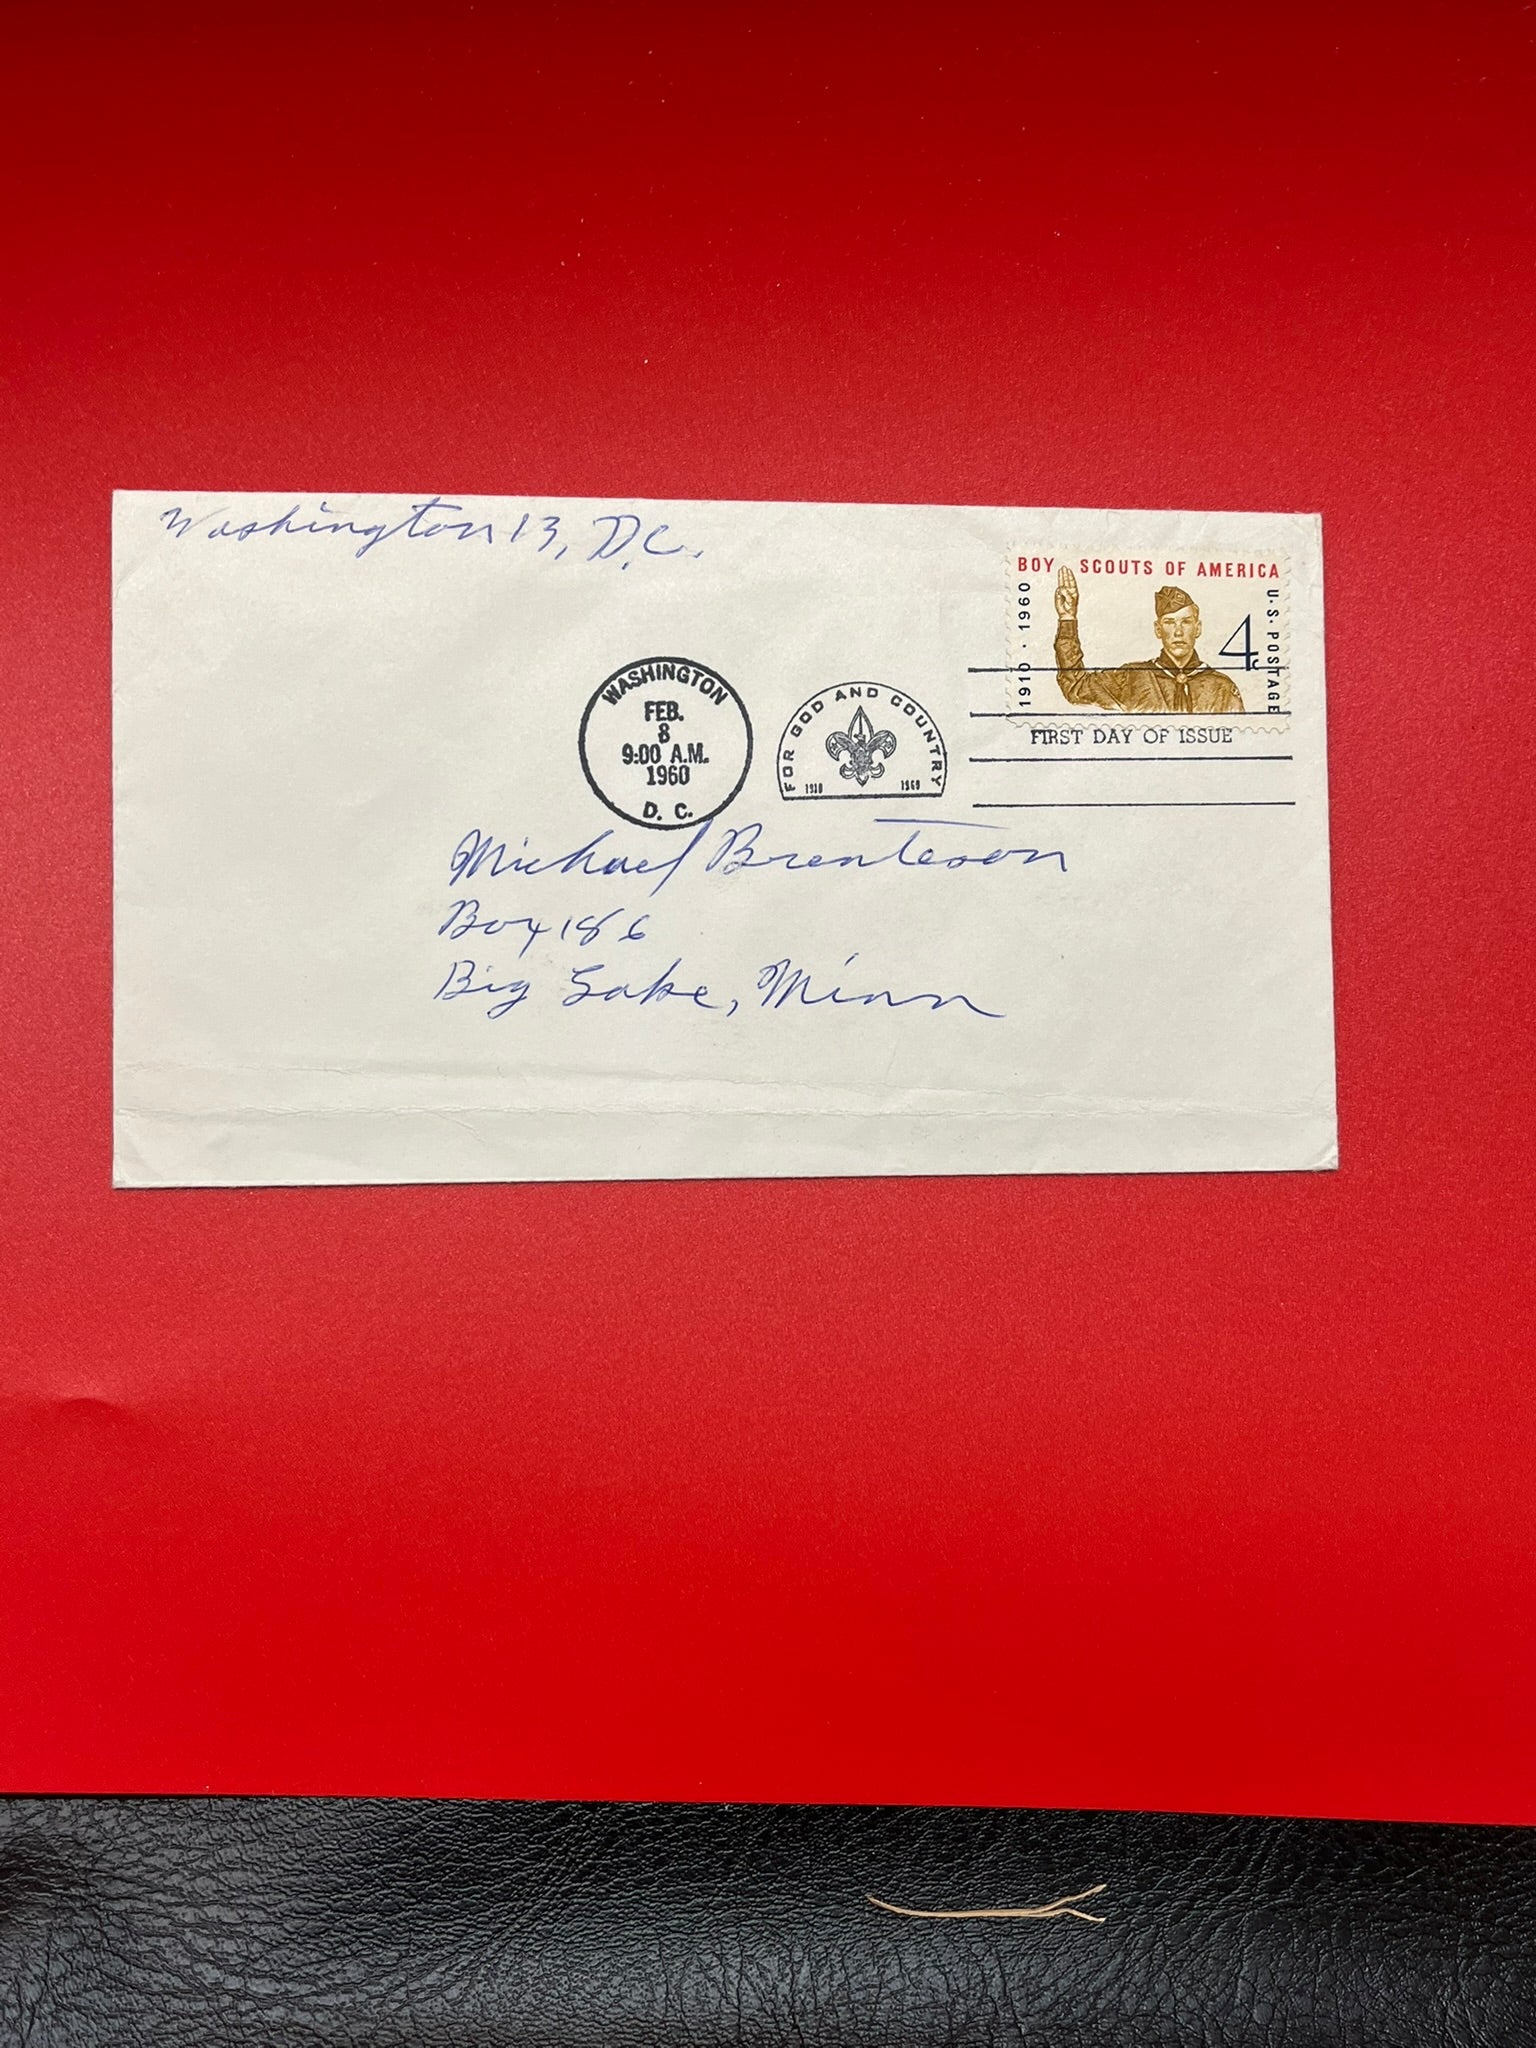 Washington 13, D.C.
BOY SCOUTS OF AMERICA
1910 · 1960
4¢
U.S. POSTAGE
WASHINGTON
FEB.
8
9:00 A.M.
1960
D. C.
FOR GOD AND COUNTRY
1910 1960
FIRST DAY OF ISSUE
Michael Brenteson
Box 186
Big Lake, Minn